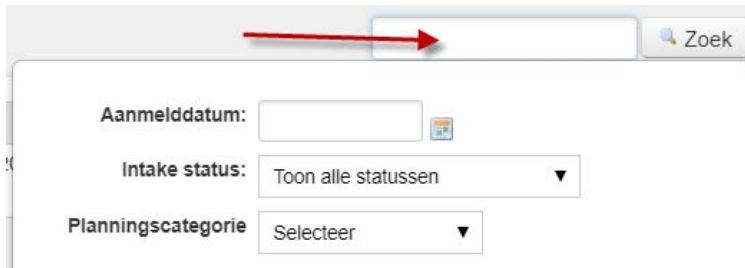 Zoek
Aanmelddatum:
Intake status: Toon alle statussen
Planningscategorie Selecteer